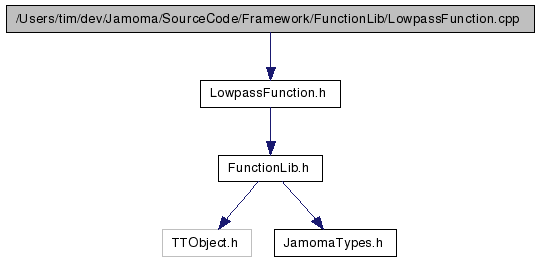 /Users/tim/dev/Jamoma/SourceCode/Framework/FunctionLib/LowpassFunction.cpp
LowpassFunction.h
FunctionLib.h
TTObject.h
JamomaTypes.h